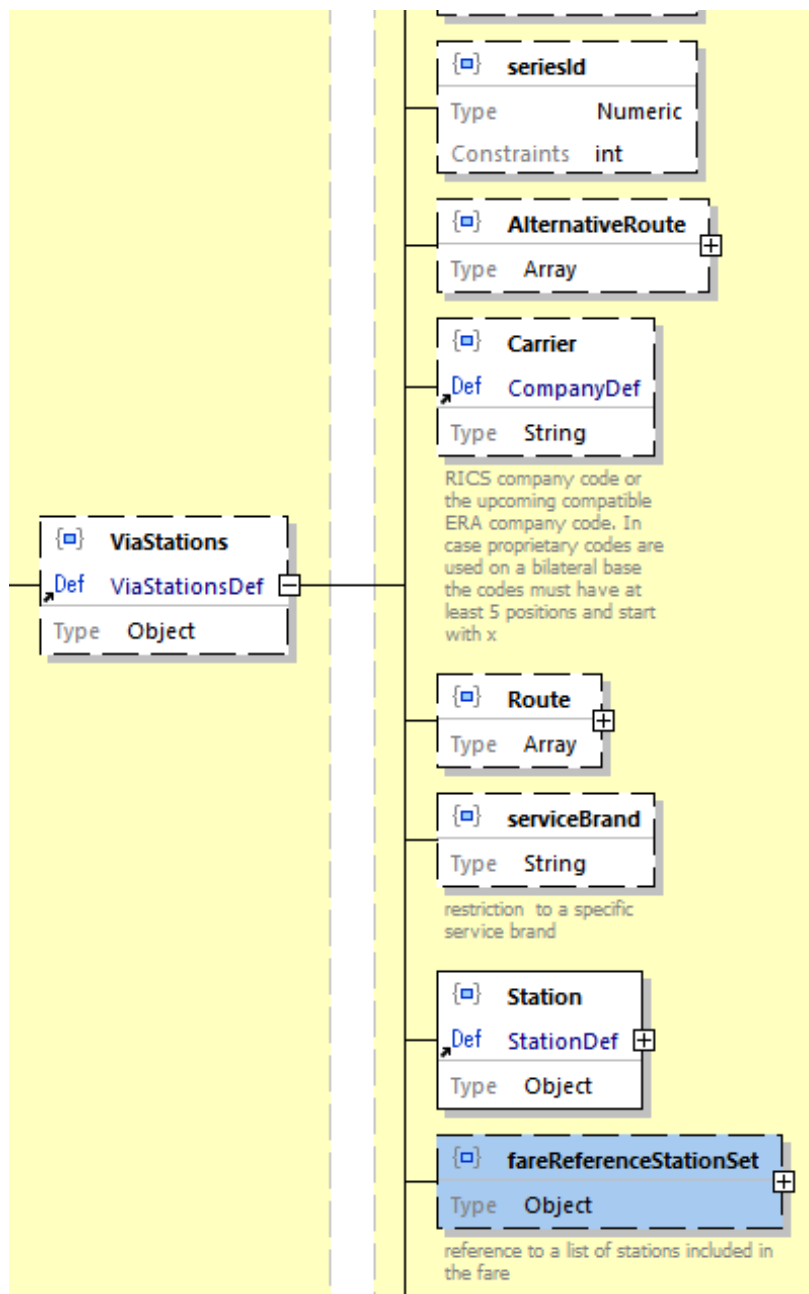 seriesId
Type Numeric
Constraints int
AlternativeRoute
Type Array
Carrier
Def CompanyDef
Type String
RICS company code or
the upcoming compatible
ERA company code. In
case proprietary codes are
used on a bilateral base
the codes must have at
least 5 positions and start
with x
ViaStations
Def ViaStationsDef
Type Object
Route
Type Array
serviceBrand
Type String
restriction to a specific
service brand
Station
Def StationDef
Type Object
fareReferenceStationSet
Type Object
reference to a list of stations included in
the fare